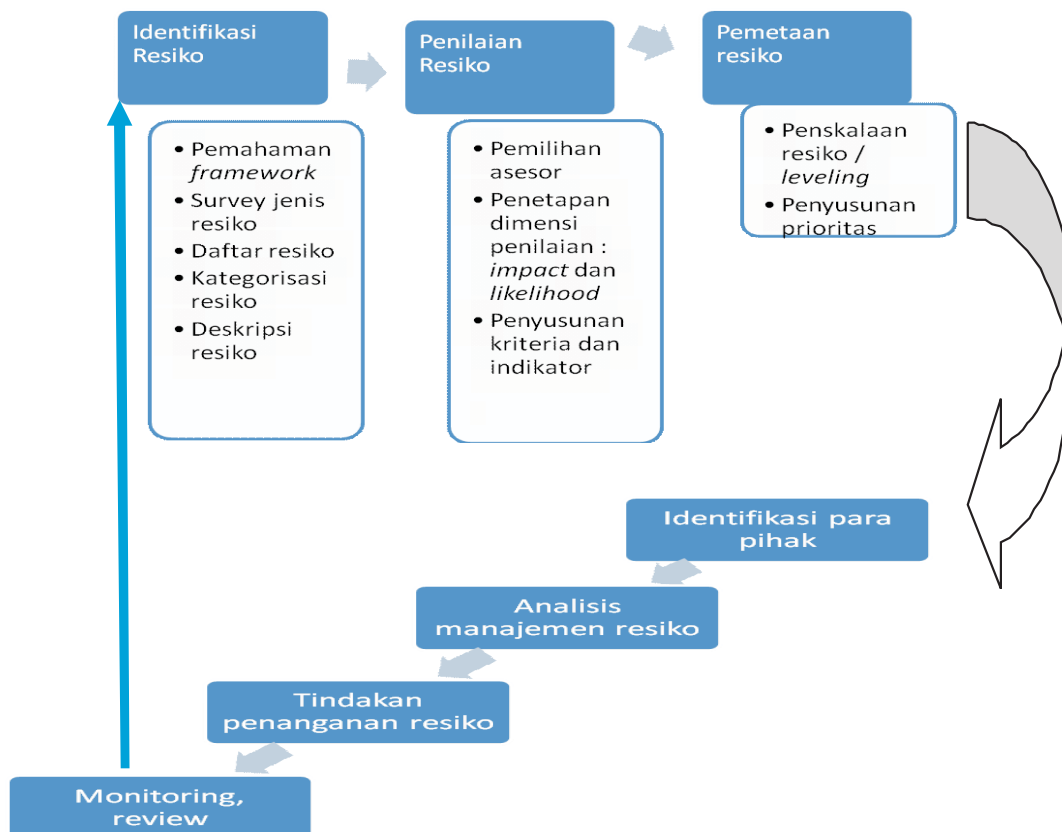 Identifikasi
Resiko
• Pemahaman
framework
• Survey jenis
resiko
• Daftar resiko
• Kategorisasi
resiko
• Deskripsi
resiko
Penilaian
Resiko
• Pemilihan
asesor
• Penetapan
dimensi
penilaian :
impact dan
likelihood
• Penyusunan
kriteria dan
indikator
Pemetaan
resiko
• Penskalaan
resiko /
leveling
• Penyusunan
prioritas
Identifikasi para
pihak
Analisis
manajemen resiko
Tindakan
penanganan resiko
Monitoring,
review